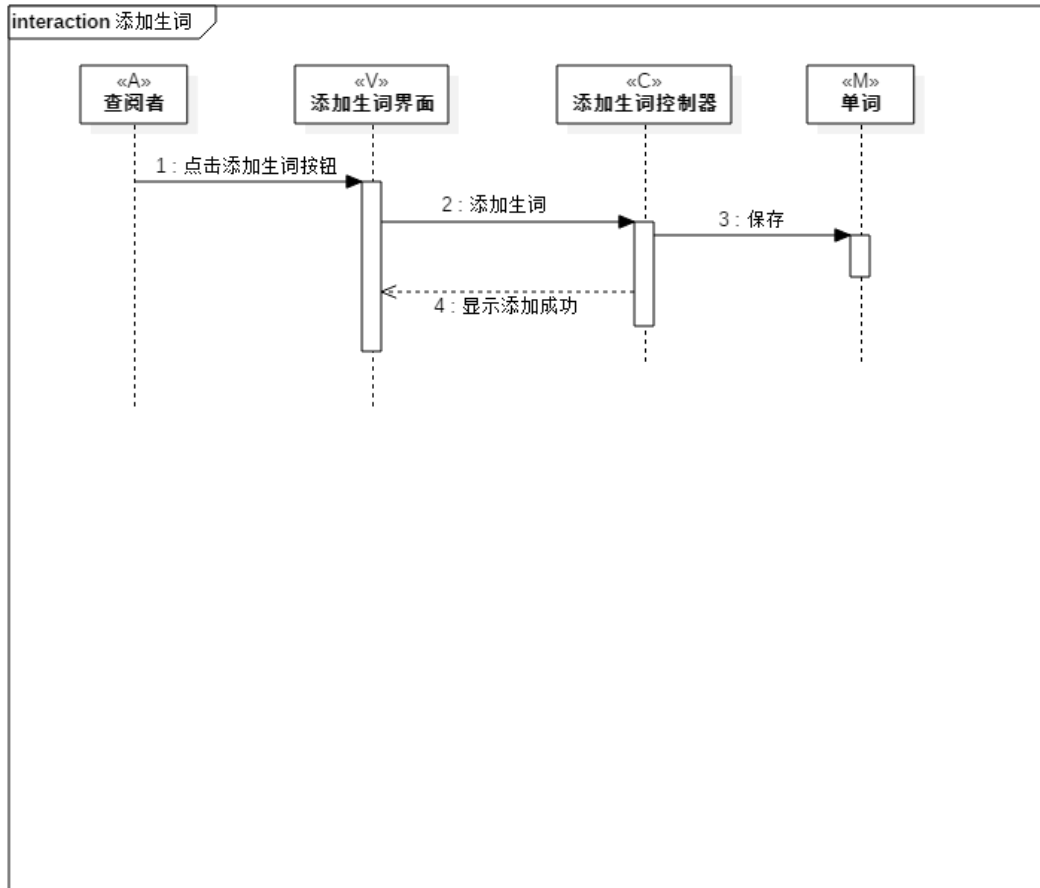 interaction 添加生词
«A»
查阅者
«V»
添加生词界面
«C»
添加生词控制器
«M»
单词
1 : 点击添加生词按钮
2 : 添加生词
3 : 保存
4 : 显示添加成功